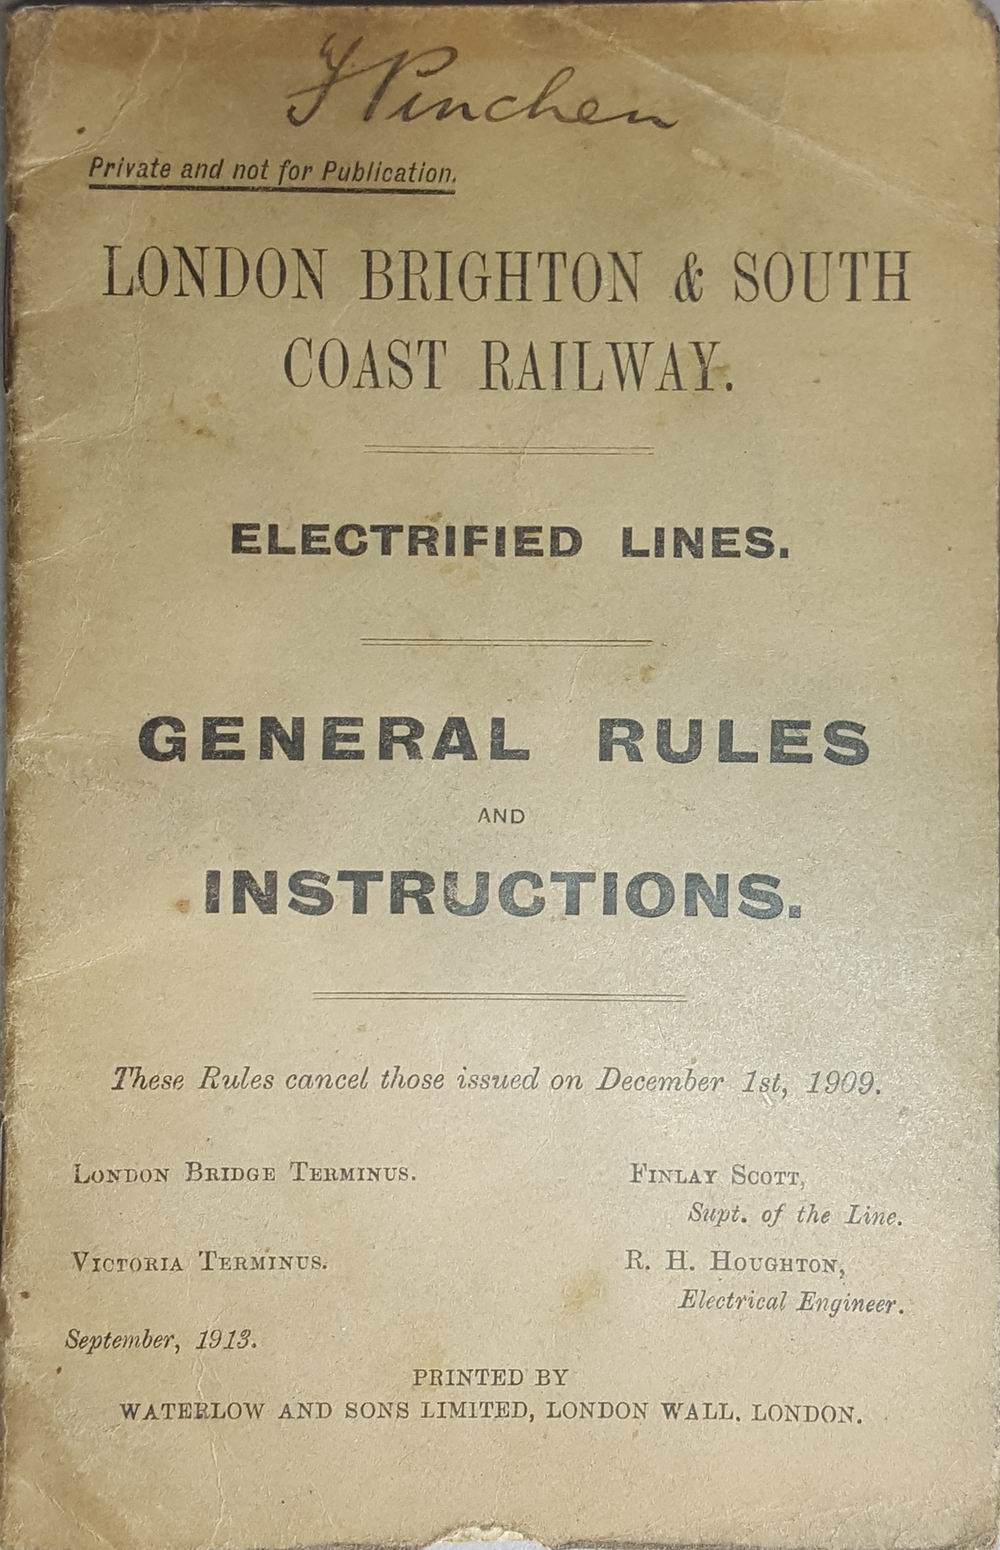 F Pinchen
Private and not for Publication.
LONDON BRIGHTON & SOUTH
COAST RAILWAY.
ELECTRIFIED LINES.
GENERAL RULES
AND
INSTRUCTIONS.
These Rules cancel those issued on December 1st, 1909.
LONDON BRIDGE TERMINUS.
FINLAY SCOTT,
Supt. of the Line.
VICTORIA TERMINUS.
R. H. HOUGHTON,
Electrical Engineer.
September, 1913.
PRINTED BY
WATERLOW AND SONS LIMITED, LONDON WALL, LONDON.